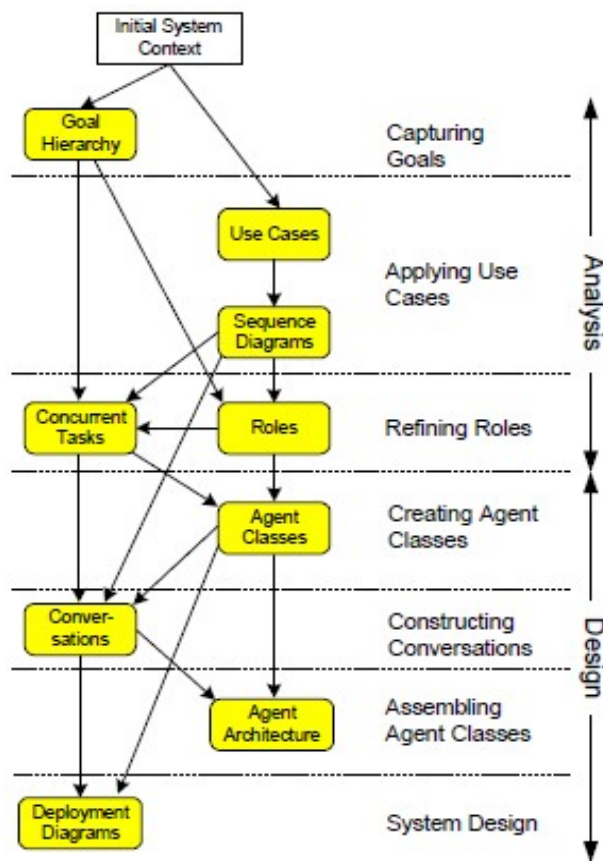 Initial System
Context
Goal
Hierarchy
Capturing
Goals
Use Cases
Applying Use
Cases
Sequence
Diagrams
Analysis
Concurrent
Tasks
Roles
Refining Roles
Agent
Classes
Creating Agent
Classes
Conver-
sations
Constructing
Conversations
Design
Agent
Architecture
Assembling
Agent Classes
Deployment
Diagrams
System Design